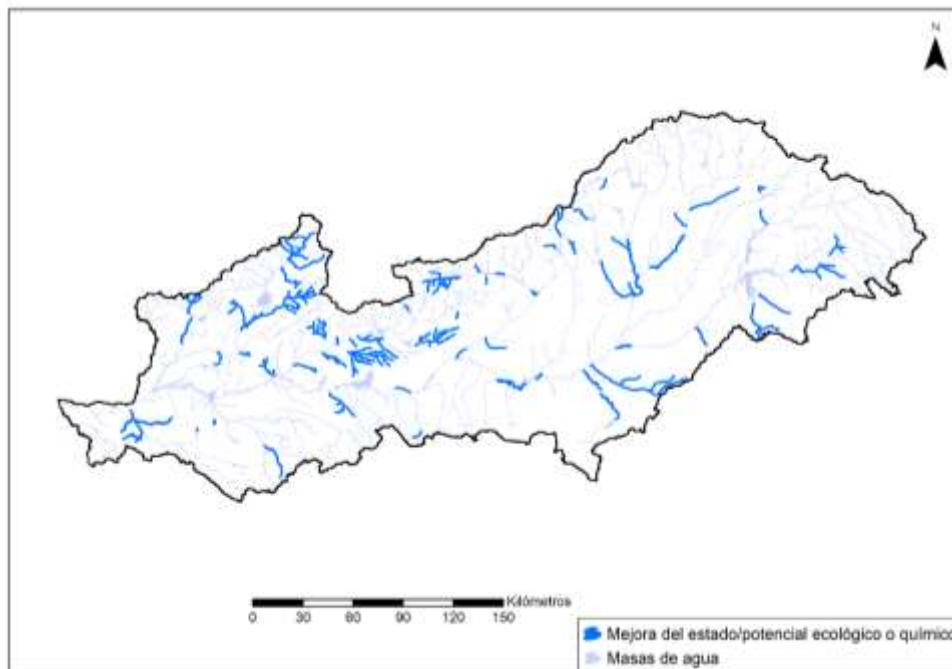 N
Kilómetros
0 30 60 90 120 150
Mejora del estado/potencial ecológico o químico
Masas de agua